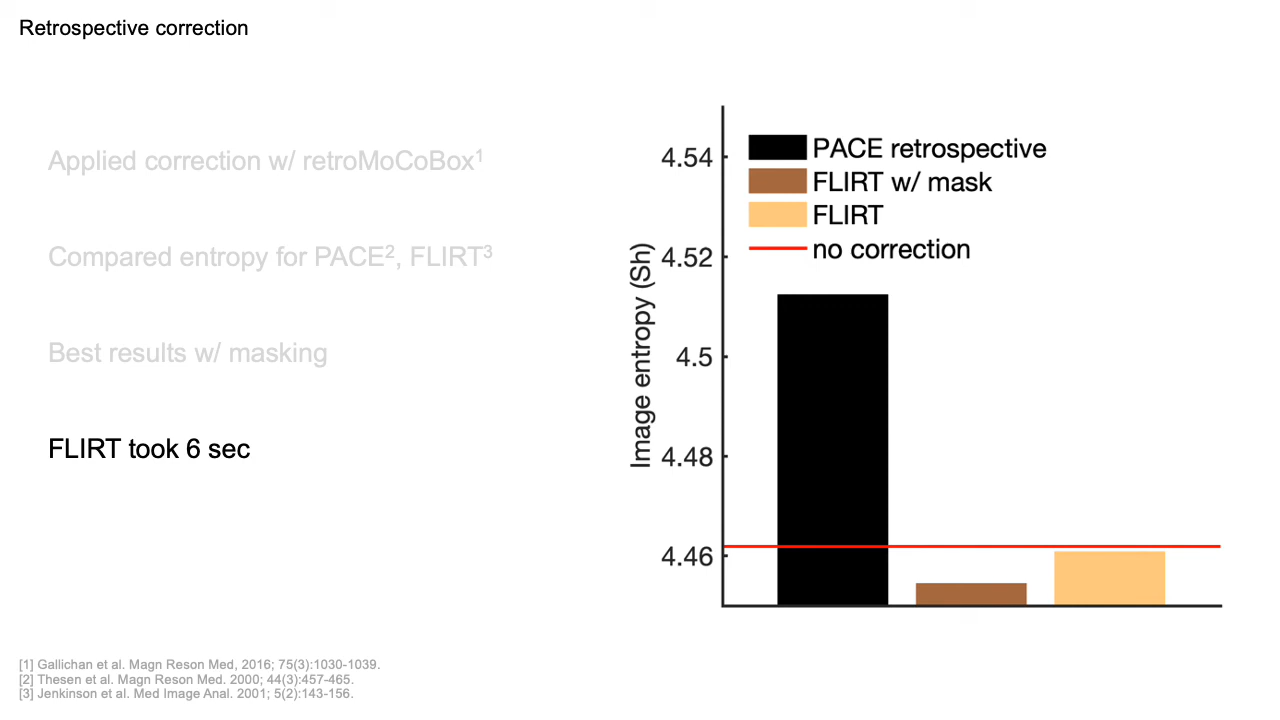 Retrospective correction
Applied correction w/ retroMoCoBox1
Compared entropy for PACE2, FLIRT3
Best results w/ masking
FLIRT took 6 sec
Image entropy (Sh)
4.54
4.52
4.5
4.48
4.46
PACE retrospective
FLIRT w/ mask
FLIRT
no correction
[1] Gallichan et al. Magn Reson Med, 2016; 75(3):1030-1039.
[2] Thesen et al. Magn Reson Med. 2000; 44(3):457-465.
[3] Jenkinson et al. Med Image Anal. 2001; 5(2):143-156.